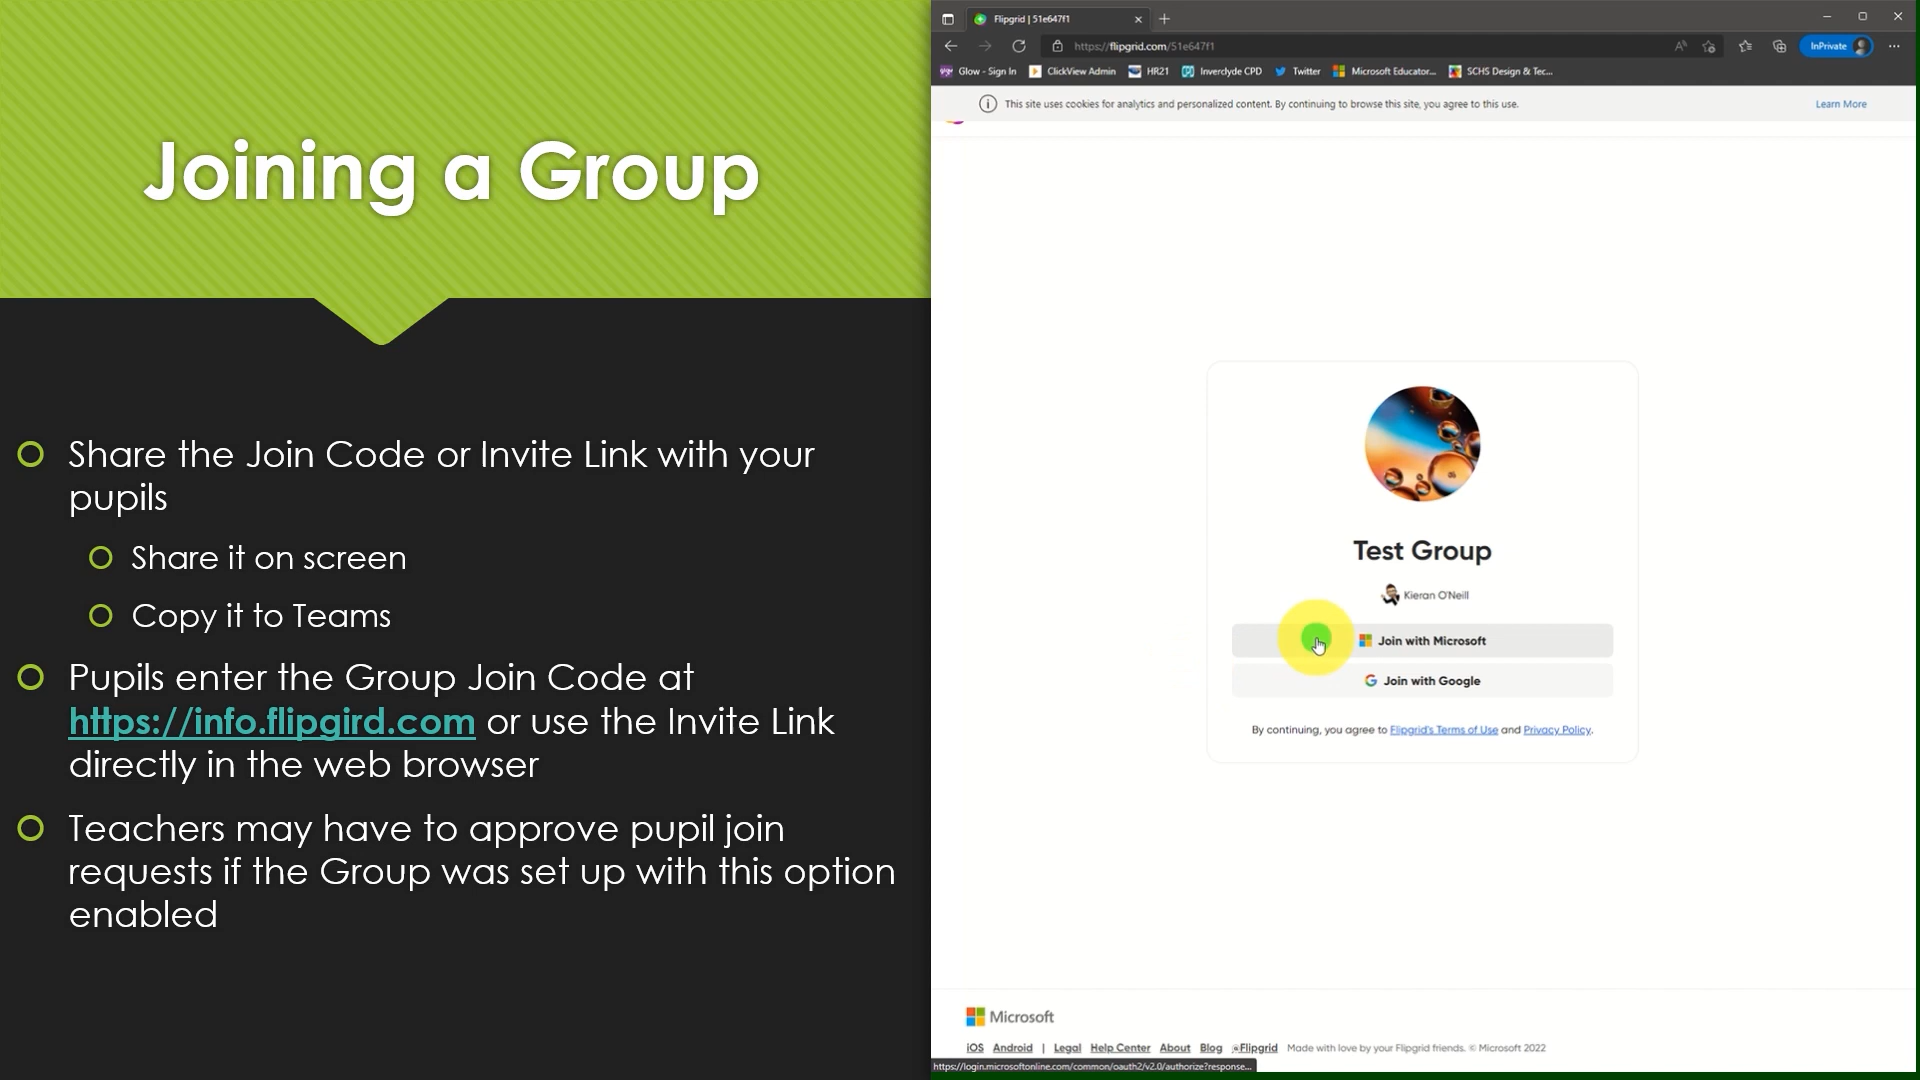 Joining a Group
Share the Join Code or Invite Link with your
pupils
Share it on screen
Copy it to Teams
Pupils enter the Group Join Code at
https://info.flipgird.com or use the Invite Link
directly in the web browser
Teachers may have to approve pupil join
requests if the Group was set up with this option
enabled
Flipgrid | 51e647f1
https://flipgrid.com/51e647f1
InPrivate
Glow - Sign In ClickView Admin HR21 Inverclyde CPD Twitter Microsoft Educator... SCHS Design & Tec...
This site uses cookies for analytics and personalized content. By continuing to browse this site, you agree to this use. Learn More
Test Group
Kieran O'Neill
Join with Microsoft
Join with Google
By continuing, you agree to Flipgrid's Terms of Use and Privacy Policy.
Microsoft
iOS Android | Legal Help Center About Blog @Flipgrid Made with love by your Flipgrid friends. © Microsoft 2022
https://login.microsoftonline.com/common/oauth2/v2.0/authorize?response...